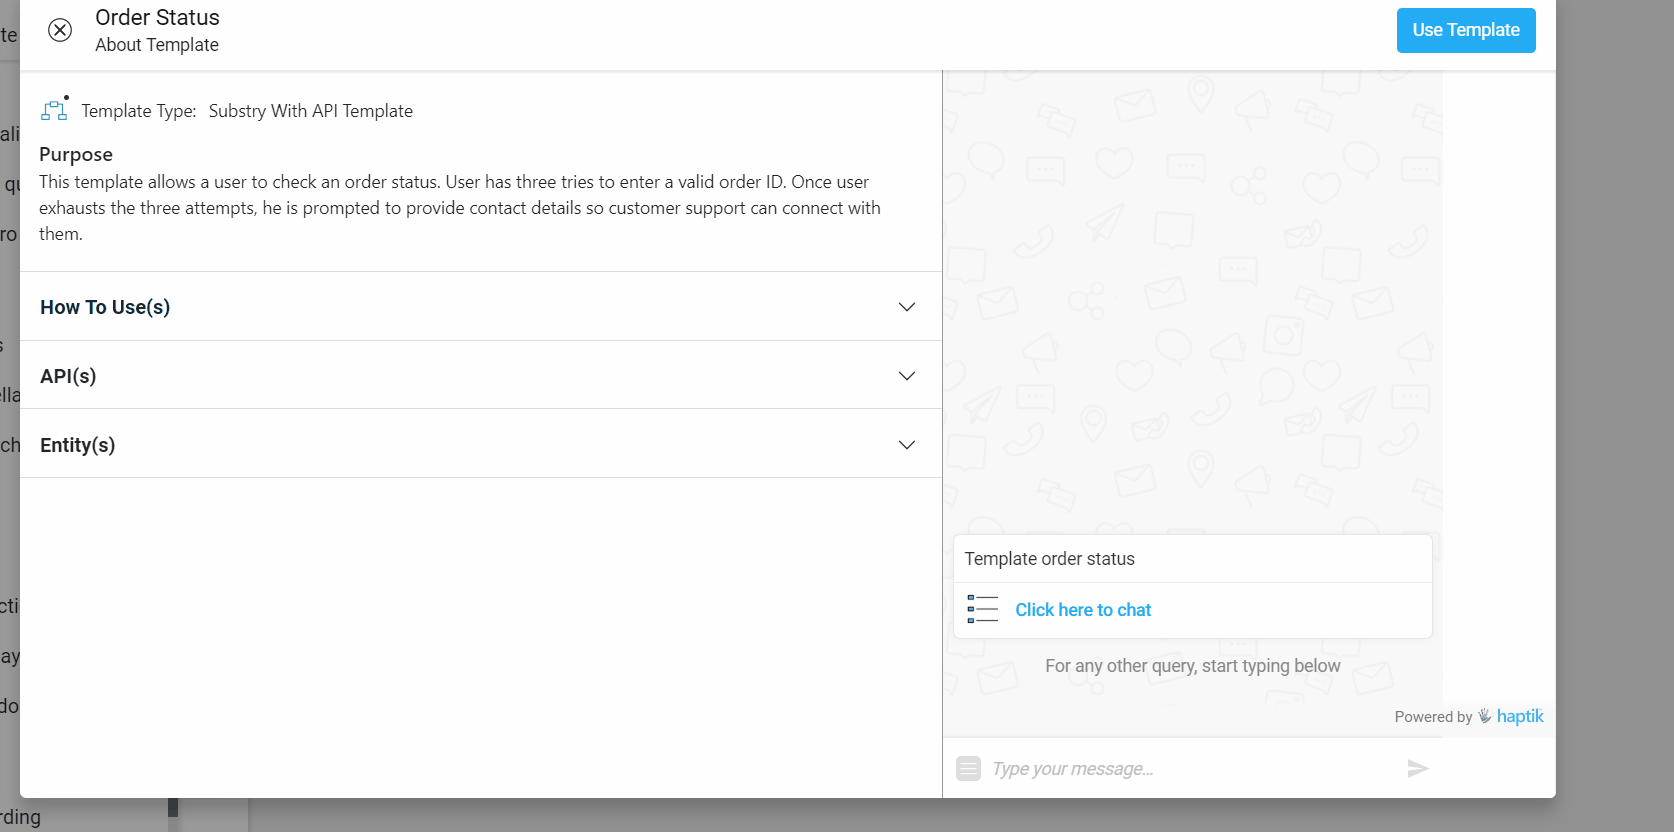 Order Status
About Template
Use Template
Template Type: Substry With API Template
Purpose
This template allows a user to check an order status. User has three tries to enter a valid order ID. Once user
exhausts the three attempts, he is prompted to provide contact details so customer support can connect with
them.
How To Use(s)
API(s)
Entity(s)
Template order status
Click here to chat
For any other query, start typing below
Powered by haptik
Type your message...